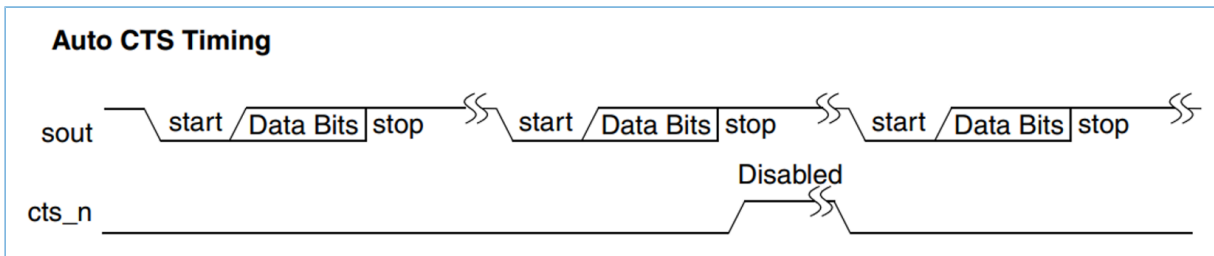 Auto CTS Timing
sout start Data Bits stop start Data Bits stop start Data Bits stop
Disabled
cts_n